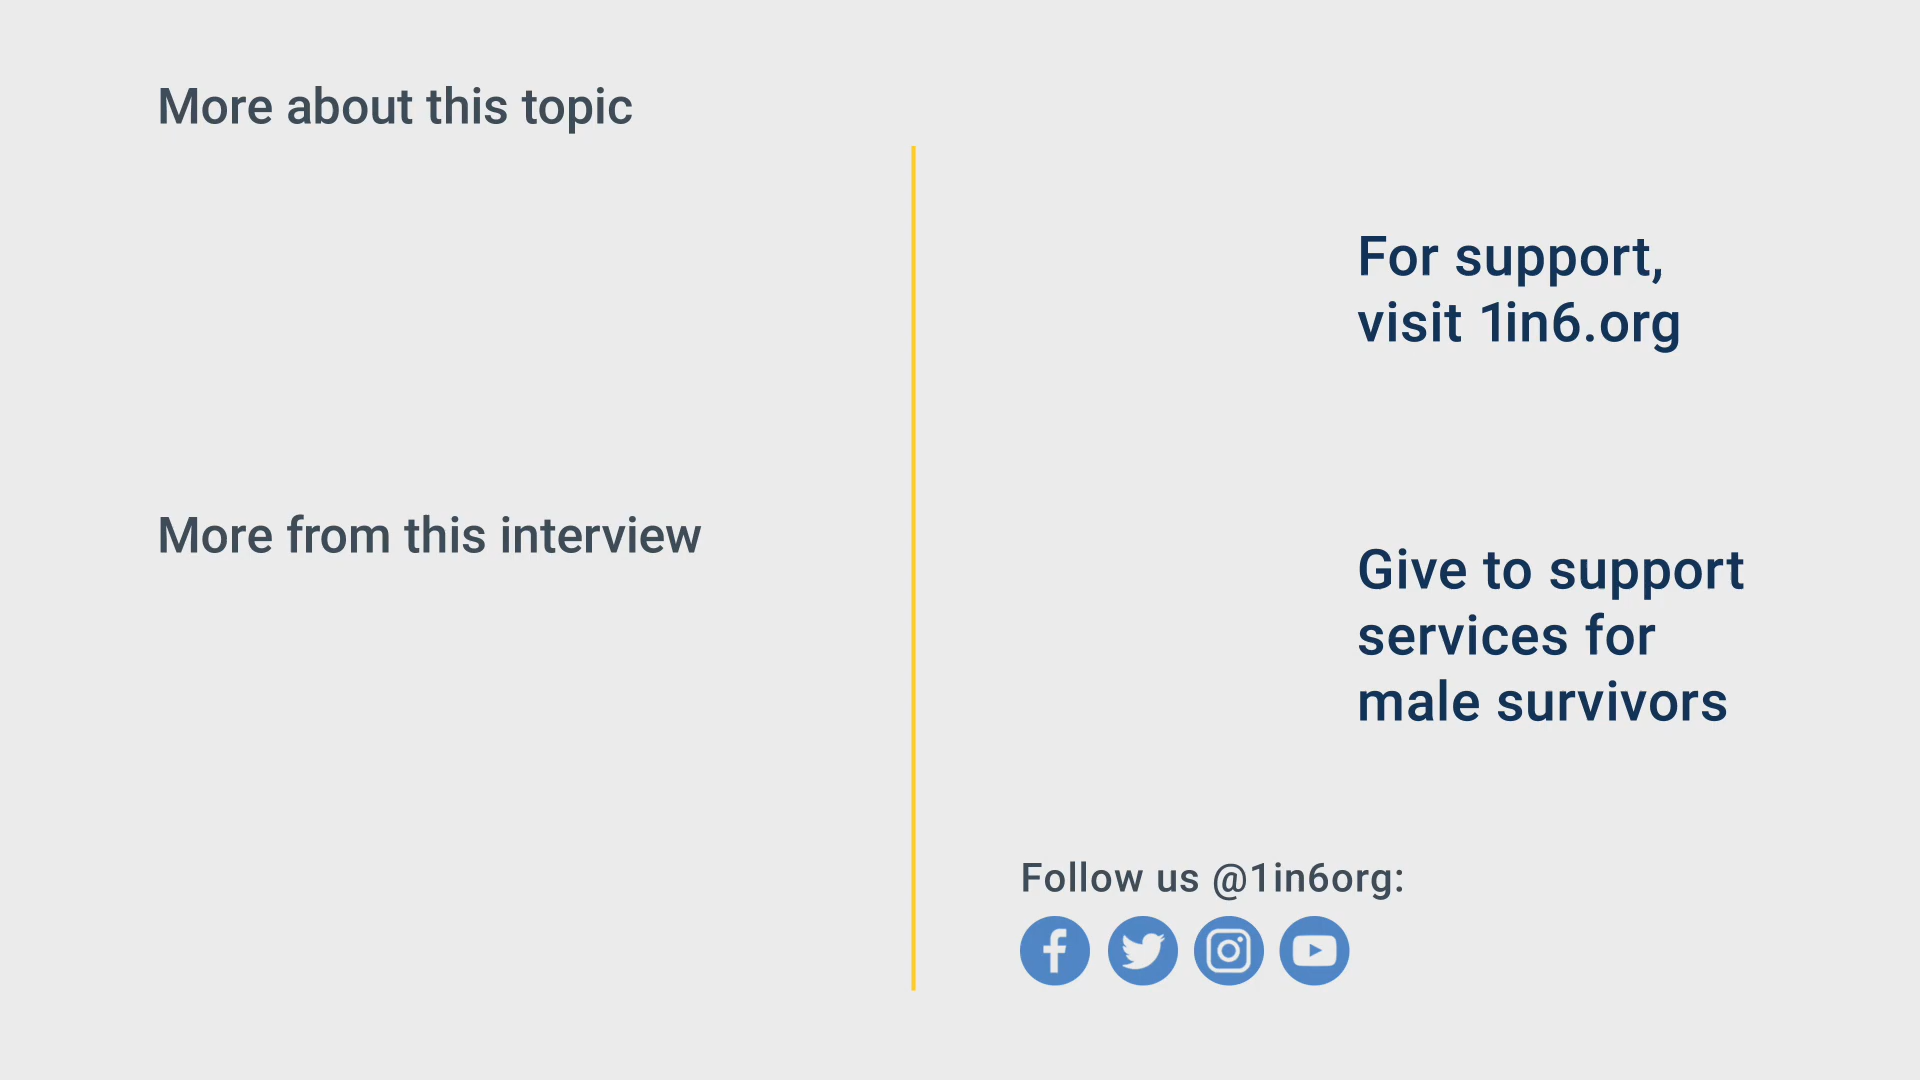 More about this topic
More from this interview
For support,
visit 1in6.org
Give to support
services for
male survivors
Follow us @1in6org: